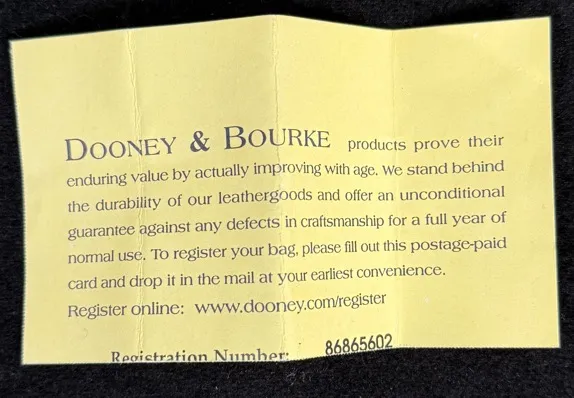 DOONEY & BOURKE products prove their
enduring value by actually improving with age. We stand behind
the durability of our leathergoods and offer an unconditional
guarantee against any defects in craftsmanship for a full year of
normal use. To register your bag, please fill out this postage-paid
card and drop it in the mail at your earliest convenience.
Register online: www.dooney.com/register
Registration Number: 86865602